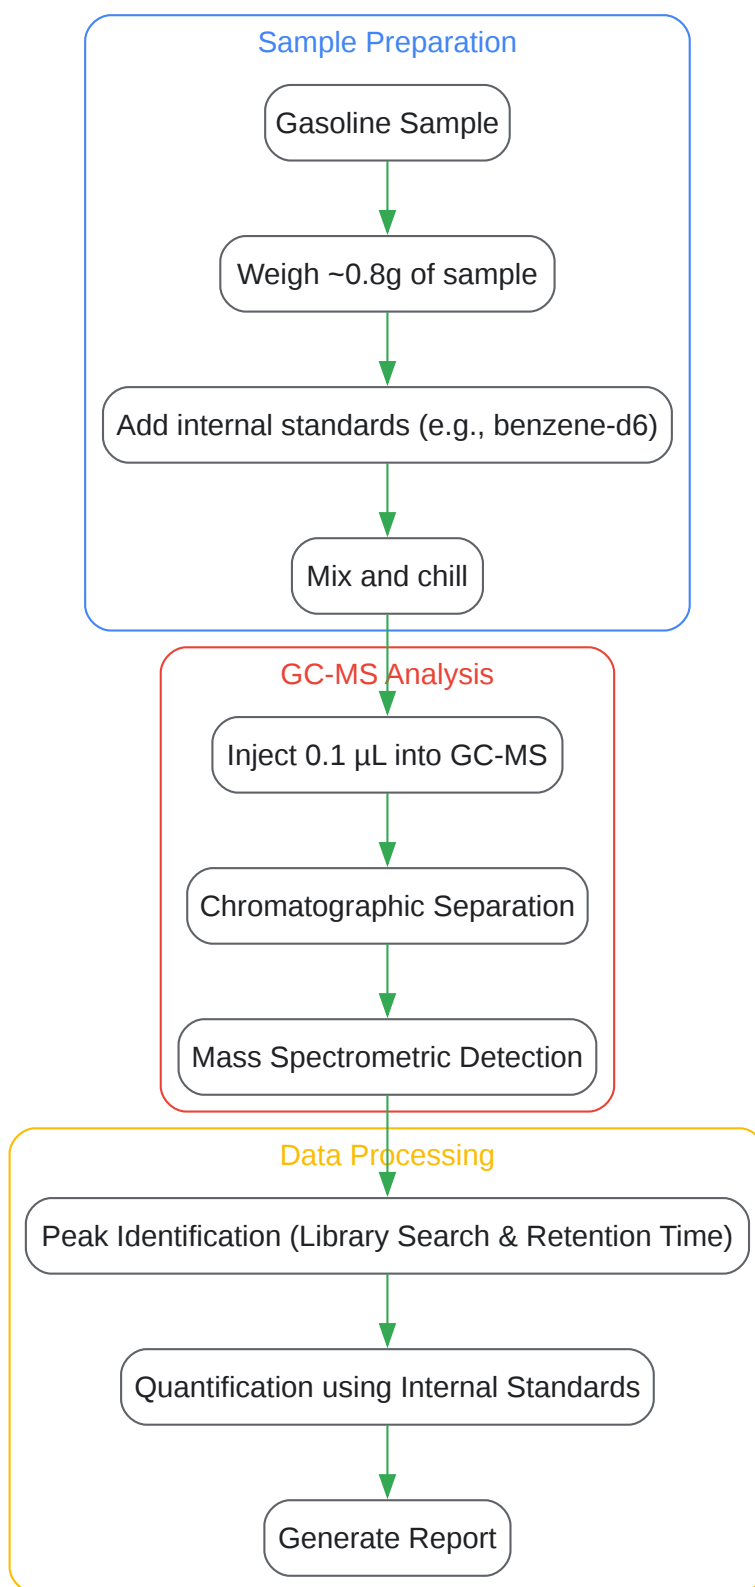 Sample Preparation
Gasoline Sample
Weigh ~0.8g of sample
Add internal standards (e.g., benzene-d6)
Mix and chill
GC-MS Analysis
Inject 0.1 µL into GC-MS
Chromatographic Separation
Mass Spectrometric Detection
Data Processing
Peak Identification (Library Search & Retention Time)
Quantification using Internal Standards
Generate Report